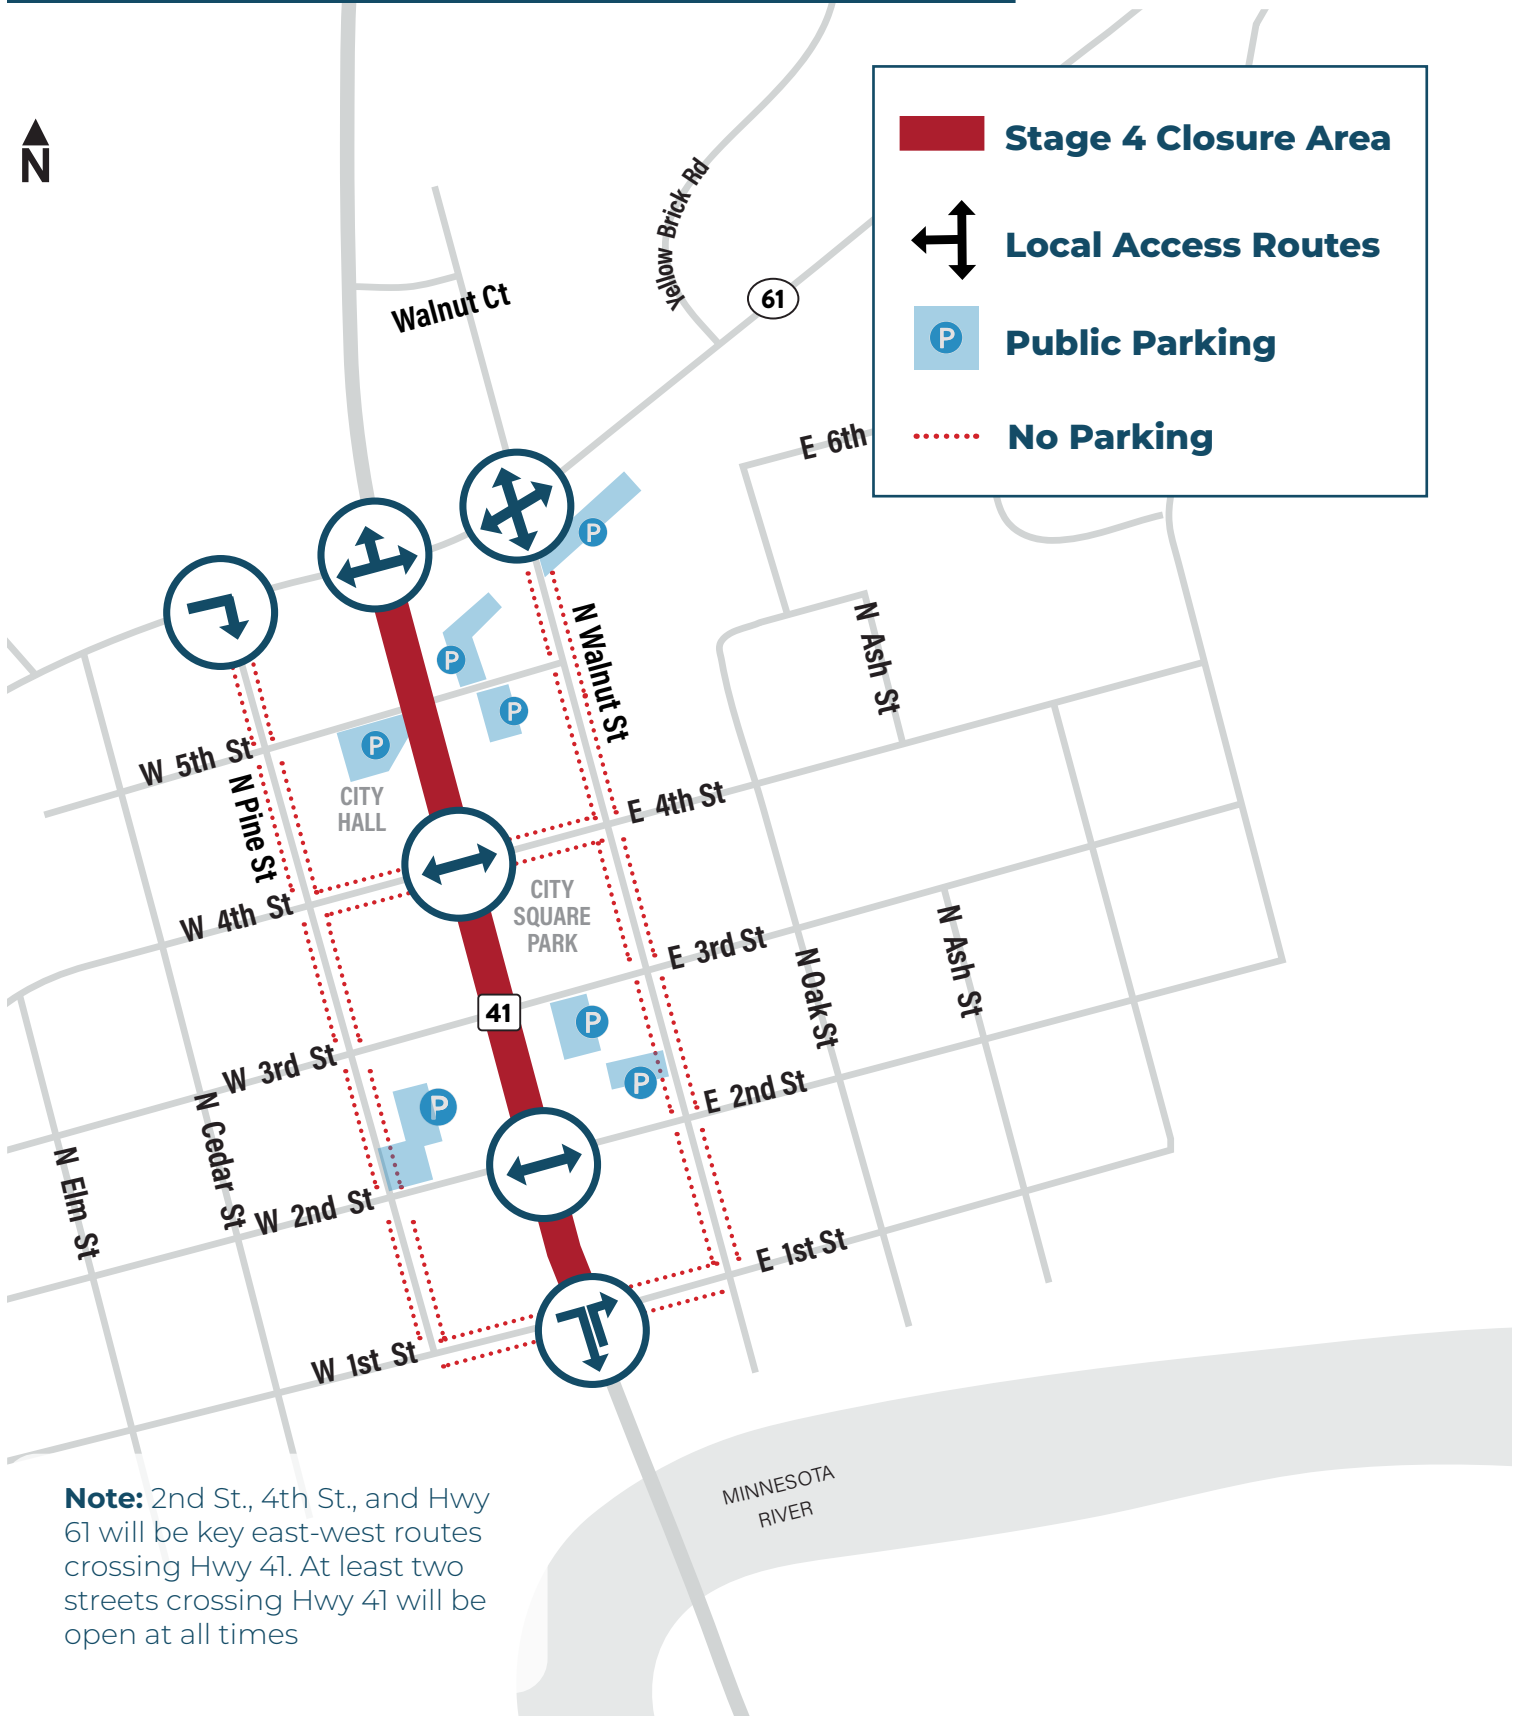 N
Stage 4 Closure Area
Local Access Routes
P
Public Parking
No Parking
Yellow Brick Rd
61
Walnut Ct
E 6th
P
N Walnut St
N Ash St
P
P
P
W 5th St
CITY
HALL
N Pine St
E 4th St
W 4th St
CITY
SQUARE
PARK
E 3rd St
N Oak St
N Ash St
41
P
W 3rd St
P
E 2nd St
P
N Cedar St
N Elm St
W 2nd St
E 1st St
W 1st St
MINNESOTA
RIVER
Note: 2nd St., 4th St., and Hwy
61 will be key east-west routes
crossing Hwy 41. At least two
streets crossing Hwy 41 will be
open at all times